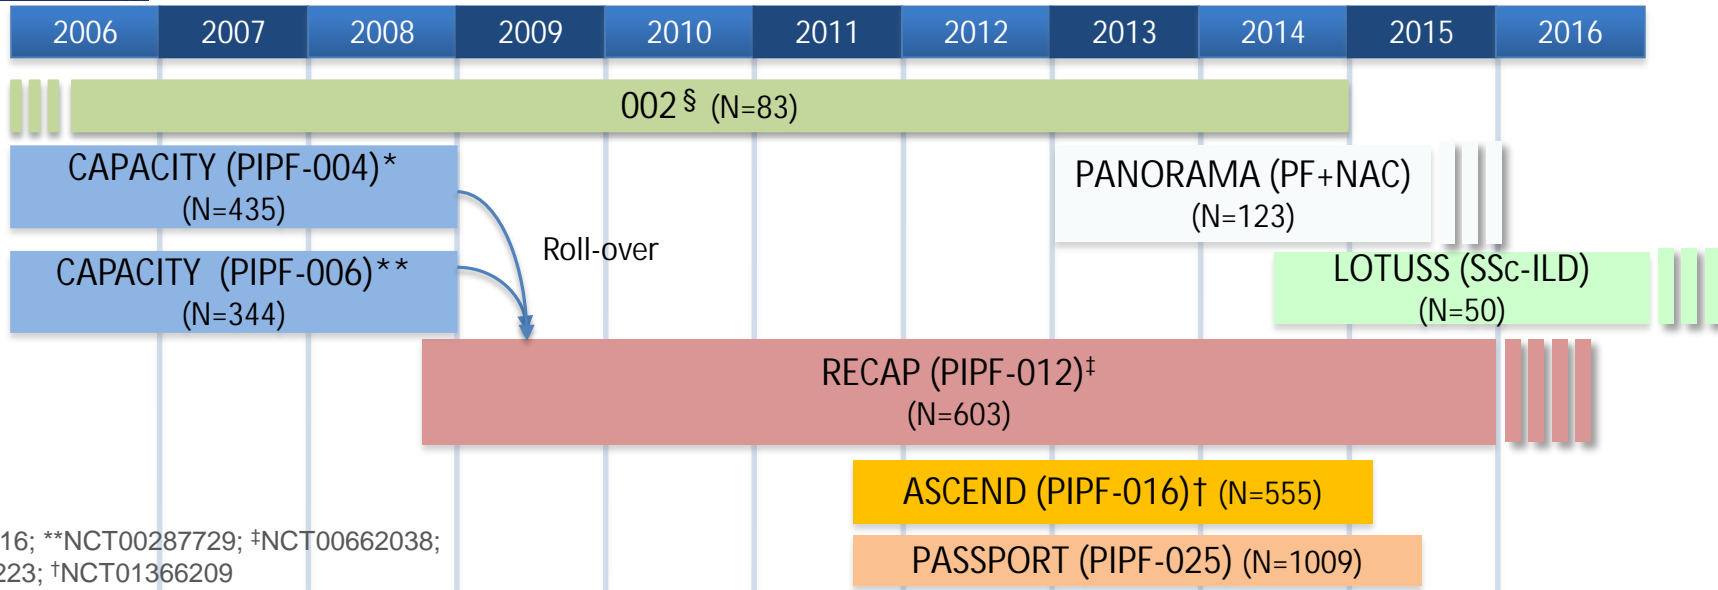 2006 2007 2008 2009 2010 2011 2012 2013 2014 2015 2016
002§ (N=83)
CAPACITY (PIPF-004)*
(N=435)
PANORAMA (PF+NAC)
(N=123)
Roll-over
CAPACITY (PIPF-006)**
(N=344)
LOTUSS (SSc-ILD)
(N=50)
RECAP (PIPF-012)‡
(N=603)
ASCEND (PIPF-016)† (N=555)
PASSPORT (PIPF-025) (N=1009)
16; **NCT00287729; ‡NCT00662038;
223; †NCT01366209